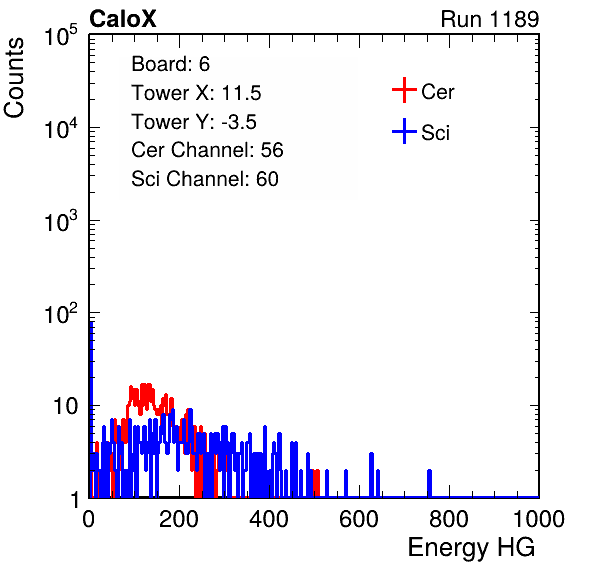 CaloX Run 1189
Board: 6
Tower X: 11.5
Tower Y: -3.5
Cer Channel: 56
Sci Channel: 60
Cer
Sci
Counts
10^5
10^4
10^3
10^2
10
1
0 200 400 600 800 1000
Energy HG